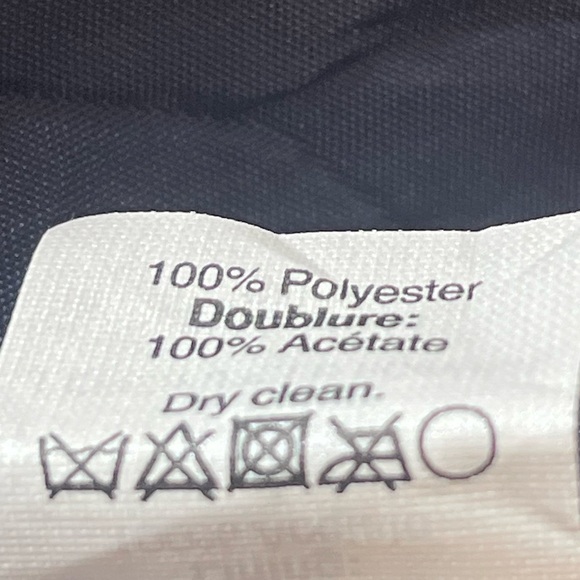 100% Polyester
Doublure:
100% Acétate
Dry clean.